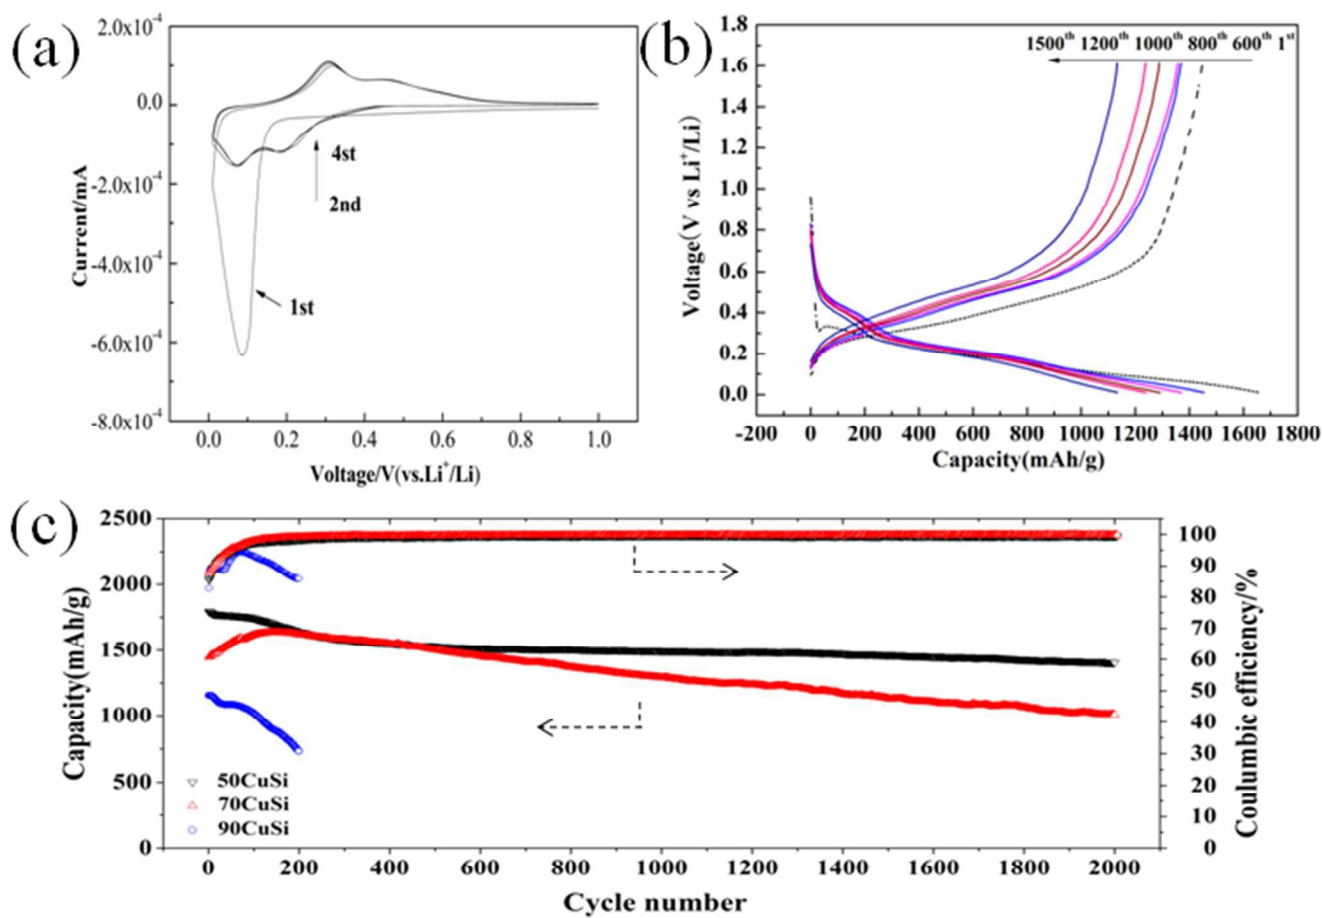 (a)
2.0x10⁻⁴
0.0
-2.0x10⁻⁴
-4.0x10⁻⁴
-6.0x10⁻⁴
-8.0x10⁻⁴
Current/mA
4st
2nd
1st
0.0 0.2 0.4 0.6 0.8 1.0
Voltage/V(vs.Li⁺/Li)
(b)
1.8
1.6
1.4
1.2
1.0
0.8
0.6
0.4
0.2
0.0
Voltage(V vs Li⁺/Li)
1500ᵗʰ 1200ᵗʰ 1000ᵗʰ 800ᵗʰ 600ᵗʰ 1ˢᵗ
-200 0 200 400 600 800 1000 1200 1400 1600 1800
Capacity(mAh/g)
(c)
2500
2000
1500
1000
500
0
Capacity(mAh/g)
50CuSi
70CuSi
90CuSi
100
90
80
70
60
50
40
30
20
10
0
Coulumbic efficiency/%
0 200 400 600 800 1000 1200 1400 1600 1800 2000
Cycle number